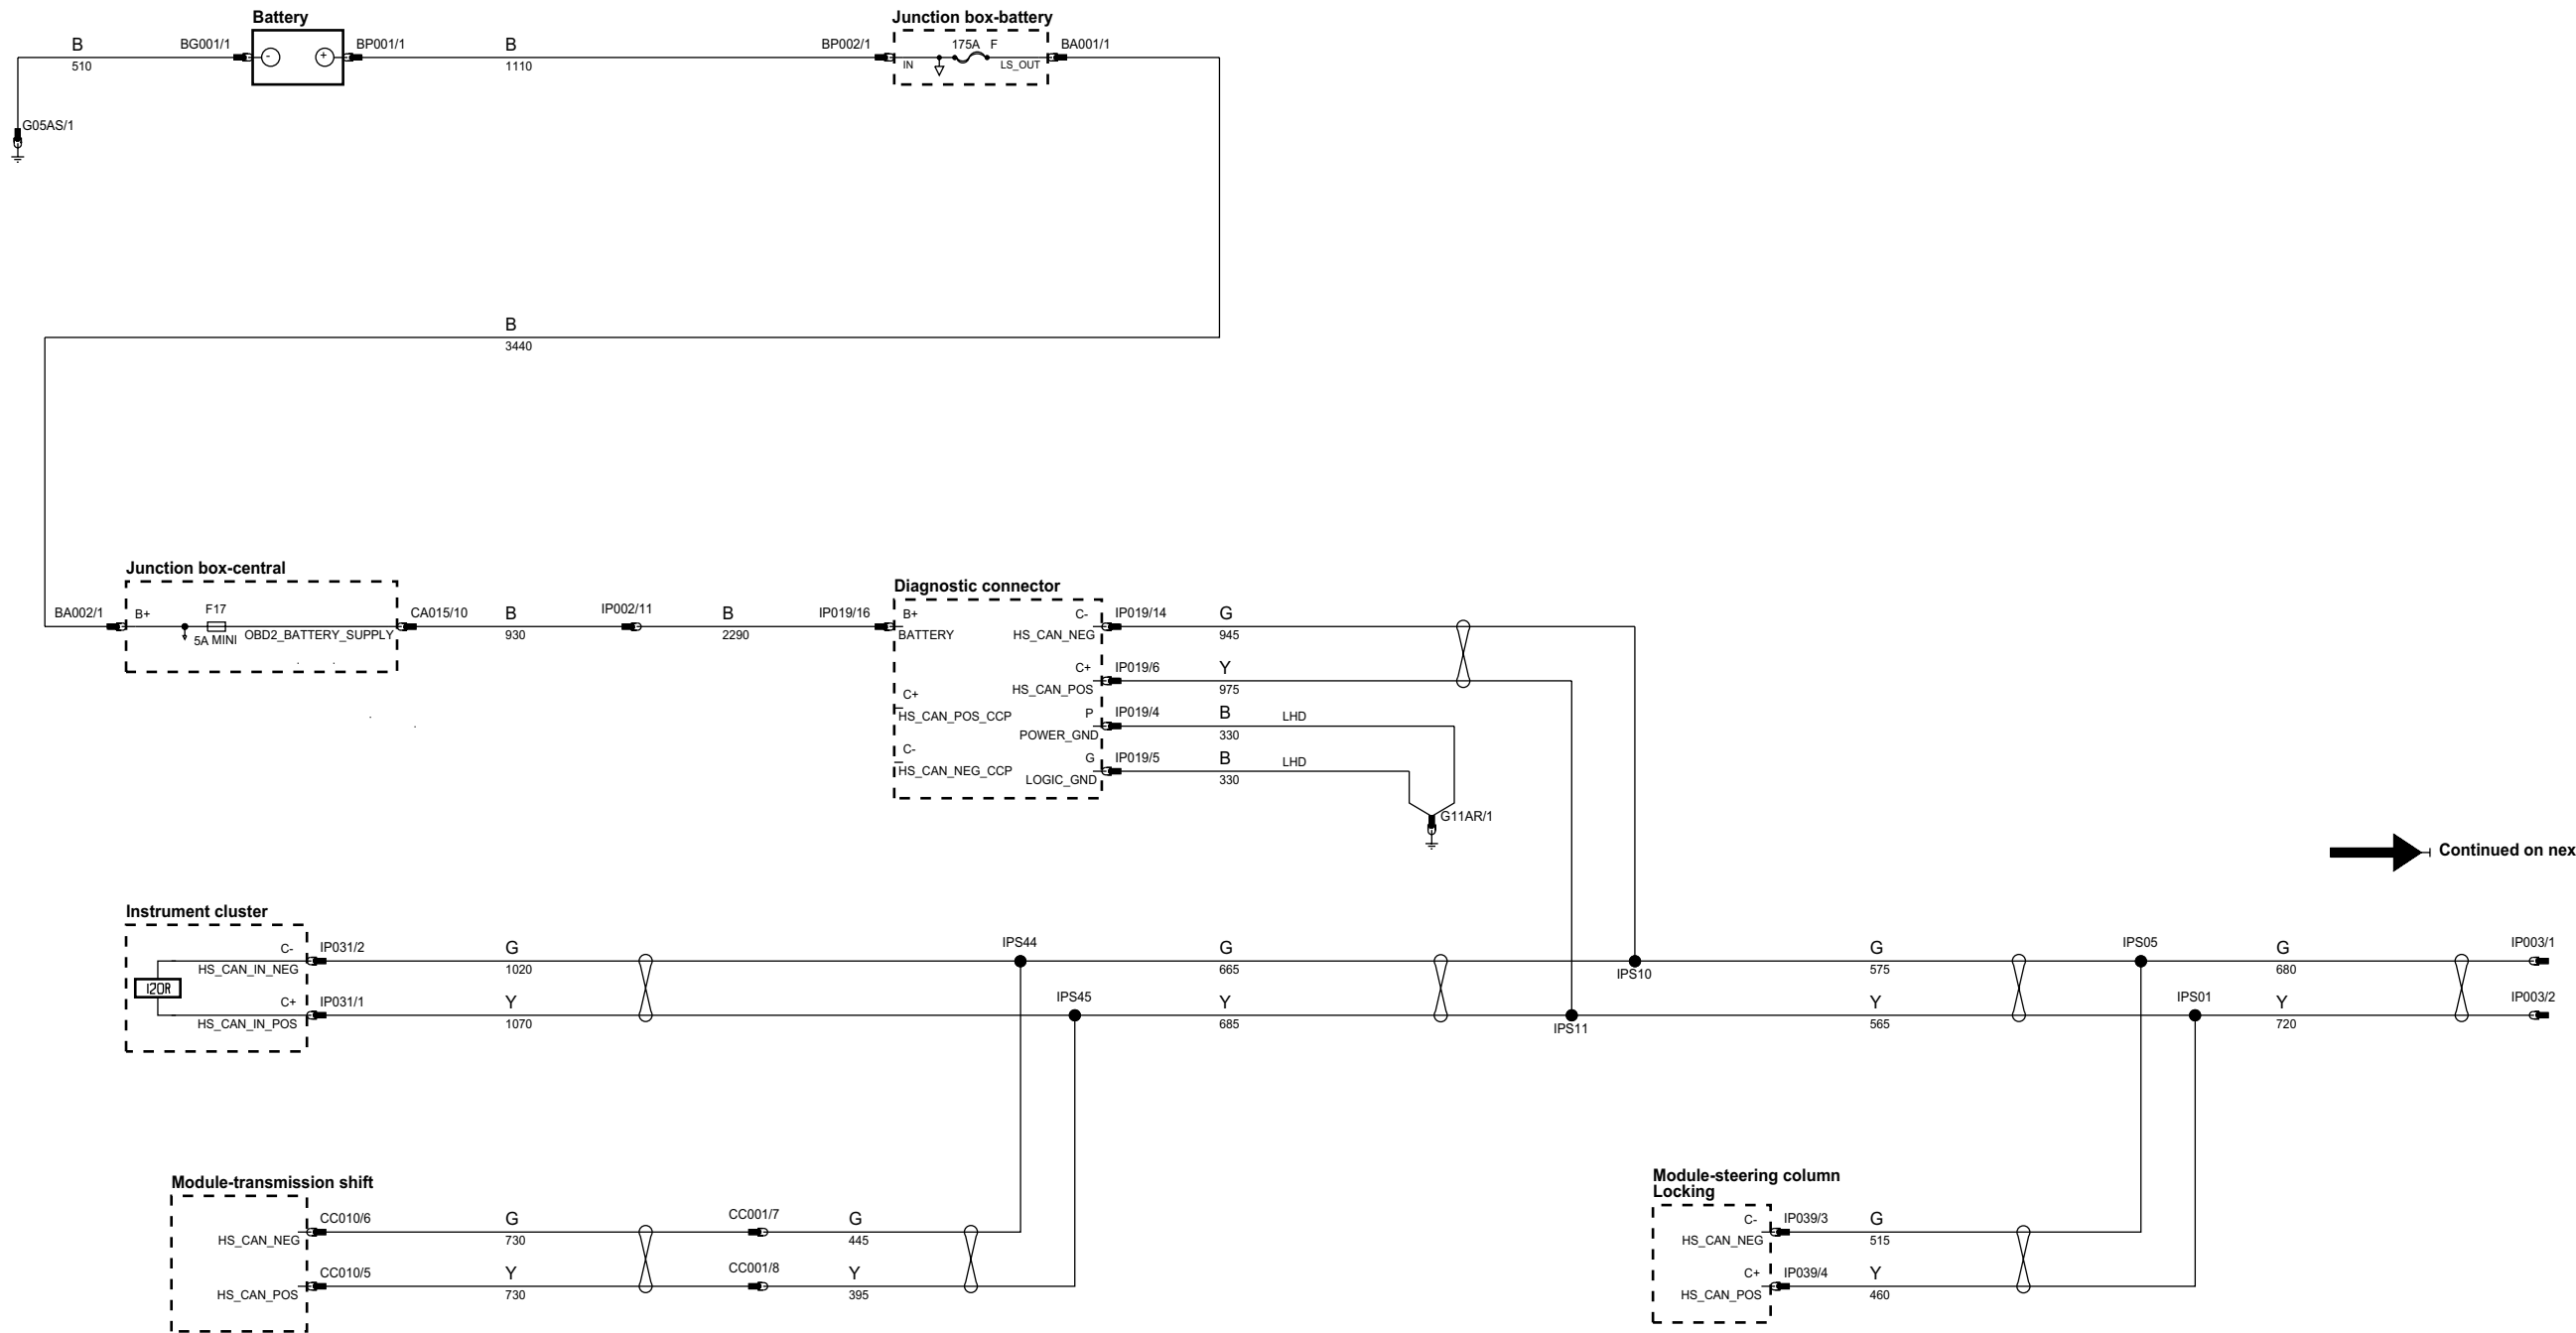 Battery
Junction box-battery
B
510
BG001/1
-
+
BP001/1
B
1110
BP002/1
175A F
IN
LS_OUT
BA001/1
G05AS/1
B
3440
Junction box-central
BA002/1
B+
F17
5A MINI
OBD2_BATTERY_SUPPLY
CA015/10
B
930
IP002/11
B
2290
IP019/16
Diagnostic connector
B+
BATTERY
C-
HS_CAN_NEG
IP019/14
G
945
C+
HS_CAN_POS
IP019/6
Y
975
C+
HS_CAN_POS_CCP
P
POWER_GND
IP019/4
B
330
LHD
C-
HS_CAN_NEG_CCP
G
LOGIC_GND
IP019/5
B
330
LHD
G11AR/1
Continued on nex
Instrument cluster
C-
HS_CAN_IN_NEG
120R
C+
HS_CAN_IN_POS
IP031/2
G
1020
IPS44
G
665
IPS10
G
575
IPS05
G
680
IP003/1
IP031/1
Y
1070
IPS45
Y
685
IPS11
Y
565
IPS01
Y
720
IP003/2
Module-transmission shift
HS_CAN_NEG
CC010/6
G
730
CC001/7
G
445
HS_CAN_POS
CC010/5
Y
730
CC001/8
Y
395
Module-steering column
Locking
C-
HS_CAN_NEG
IP039/3
G
515
C+
HS_CAN_POS
IP039/4
Y
460